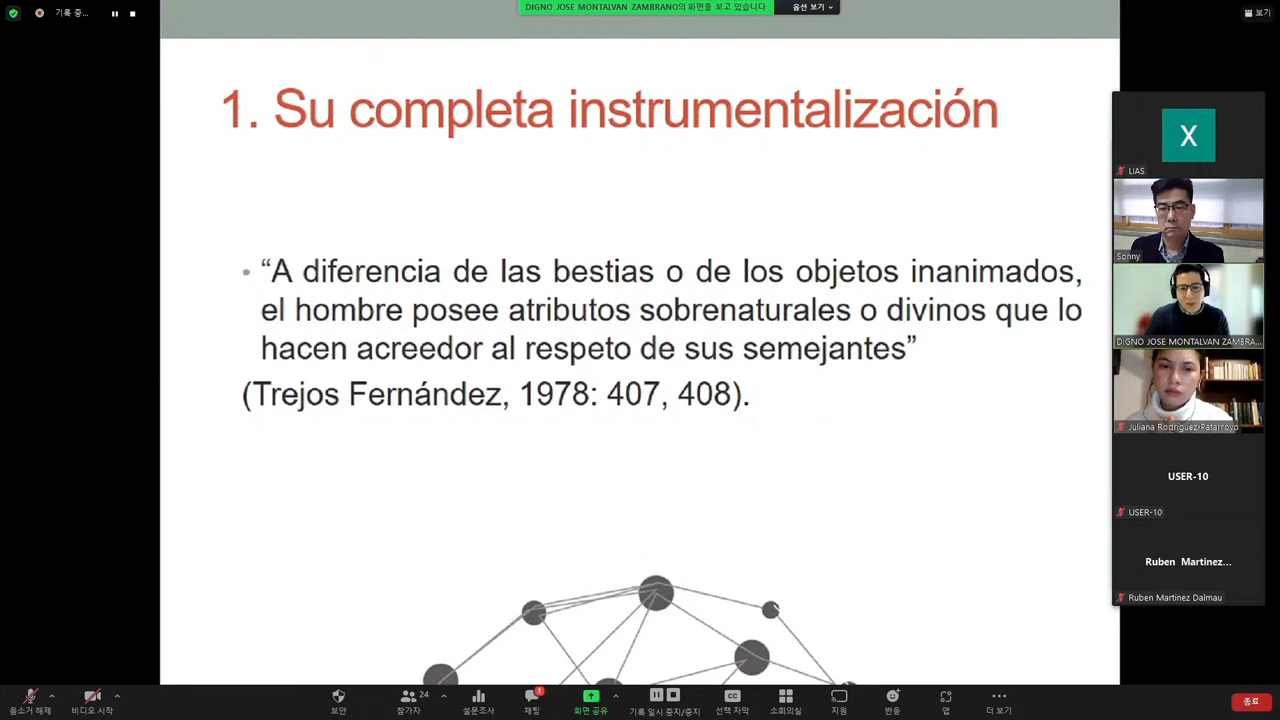 기록 중...
DIGNO JOSE MONTALVAN ZAMBRANO의 화면을 보고 있습니다
옵션 보기
보기
1. Su completa instrumentalización
“A diferencia de las bestias o de los objetos inanimados,
el hombre posee atributos sobrenaturales o divinos que lo
hacen acreedor al respeto de sus semejantes”
(Trejos Fernández, 1978: 407, 408).
X
LIAS
Sonny
DIGNO JOSE MONTALVAN ZAMBRA...
Juliana Rodriguez-Patarroyo
USER-10
USER-10
Ruben Martinez...
Ruben Martinez Dalmau
음소거 해제
비디오 시작
보안
24
참가자
설문조사
1
채팅
화면 공유
기록 일시 중지/중지
CC
선택 자막
소회의실
지원
반응
앱
더 보기
종료